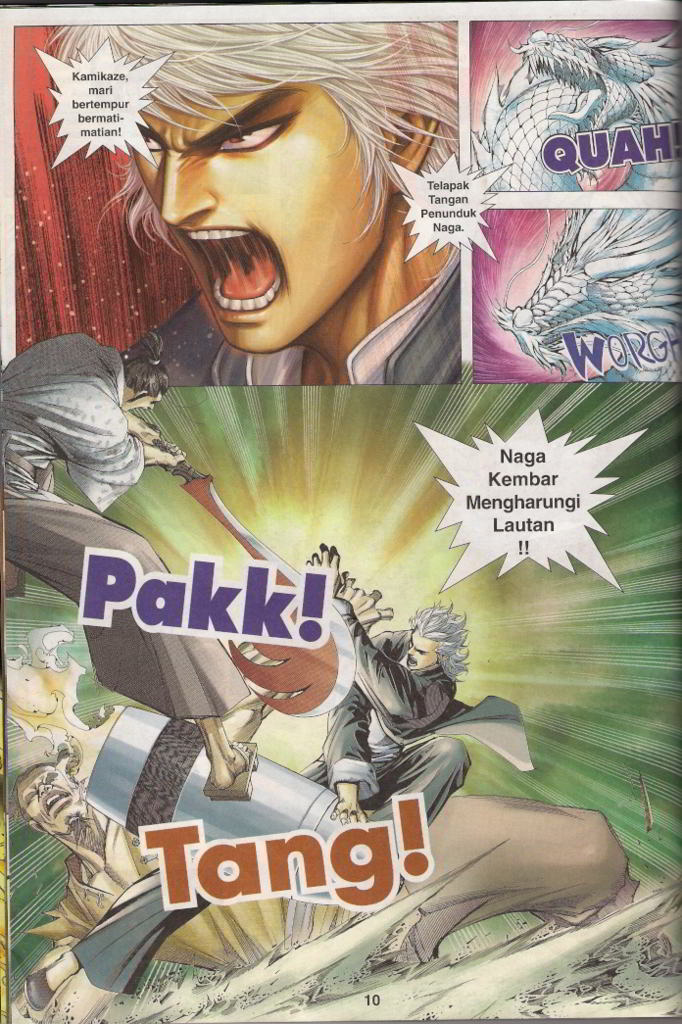 Kamikaze,
mari
bertempur
bermati-
matian!
Telapak
Tangan
Penunduk
Naga.
QUAH!
WORGH
Naga
Kembar
Mengharungi
Lautan
!!
Pakk!
Tang!
10